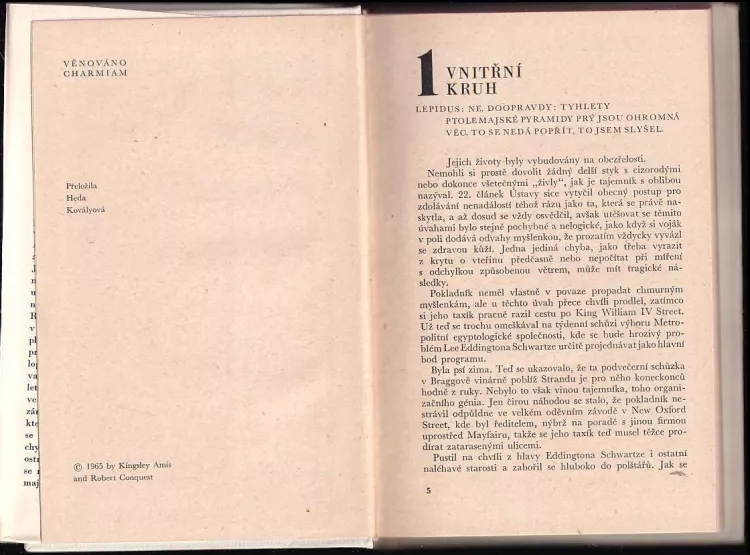 VĚNOVÁNO
CHARMIAM
Přeložila
Heda
Kovályová
© 1965 by Kingsley Amis
and Robert Conquest
1 VNITŘNÍ
KRUH
LEPIDUS: NE. DOOPRAVDY: TYHLETY
PTOLEMAJSKÉ PYRAMIDY PRÝ JSOU OHROMNÁ
VĚC. TO SE NEDÁ POPŘÍT, TO JSEM SLYŠEL.
Jejich životy byly vybudovány na obezřelosti.
Nemohli si prostě dovolit žádný delší styk s cizorodými
nebo dokonce všetečnými „živly“, jak je tajemník s oblibou
nazýval. 22. článek Ústavy sice vytyčil obecný postup pro
zdolávání nenadálostí téhož rázu jako ta, která se právě na-
skytla, a až dosud se vždy osvědčil, avšak utěšovat se těmito
úvahami bylo stejně pochybné a nelogické, jako když si voják
v poli dodává odvahy myšlenkou, že prozatím vždycky vyvázl
se zdravou kůží. Jedna jediná chyba, jako třeba vyrazit
z krytu o vteřinu předčasně nebo nepočítat při míření
s odchylkou způsobenou větrem, může mít tragické ná-
sledky.
Pokladník neměl vlastně v povaze propadat chmurným
myšlenkám, ale u těchto úvah přece chvíli prodlel, zatímco
si jeho taxík pracně razil cestu po King William IV Street.
Už teď se trochu omeškával na týdenní schůzi výboru Metro-
politní egyptologické společnosti, kde se bude hrozivý pro-
blém Lee Eddingtona Schwartze určitě projednávat jako hlavní
bod programu.
Byla psí zima. Teď se ukazovalo, že ta podvečerní schůzka
v Braggově vinárně poblíž Strandu je pro něho koneckonců
hodně z ruky. Nebylo to však vinou tajemníka, toho organi-
začního génia. Jen čirou náhodou se stalo, že pokladník ne-
strávil odpůldne ve velkém oděvním závodě v New Oxford
Street, kde byl ředitelem, nýbrž na poradě s jinou firmou
uprostřed Mayfairu, takže se jeho taxík teď musel těžce pro-
dírat zatarasenými ulicemi.
Pustil na chvíli z hlavy Eddingtona Schwartze i ostatní
naléhavé starosti a zabořil se hluboko do polštářů. Jak se
5